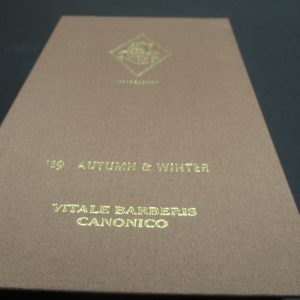 '19 AUTUMN & WINTER
VITALE BARBERIS
CANONICO